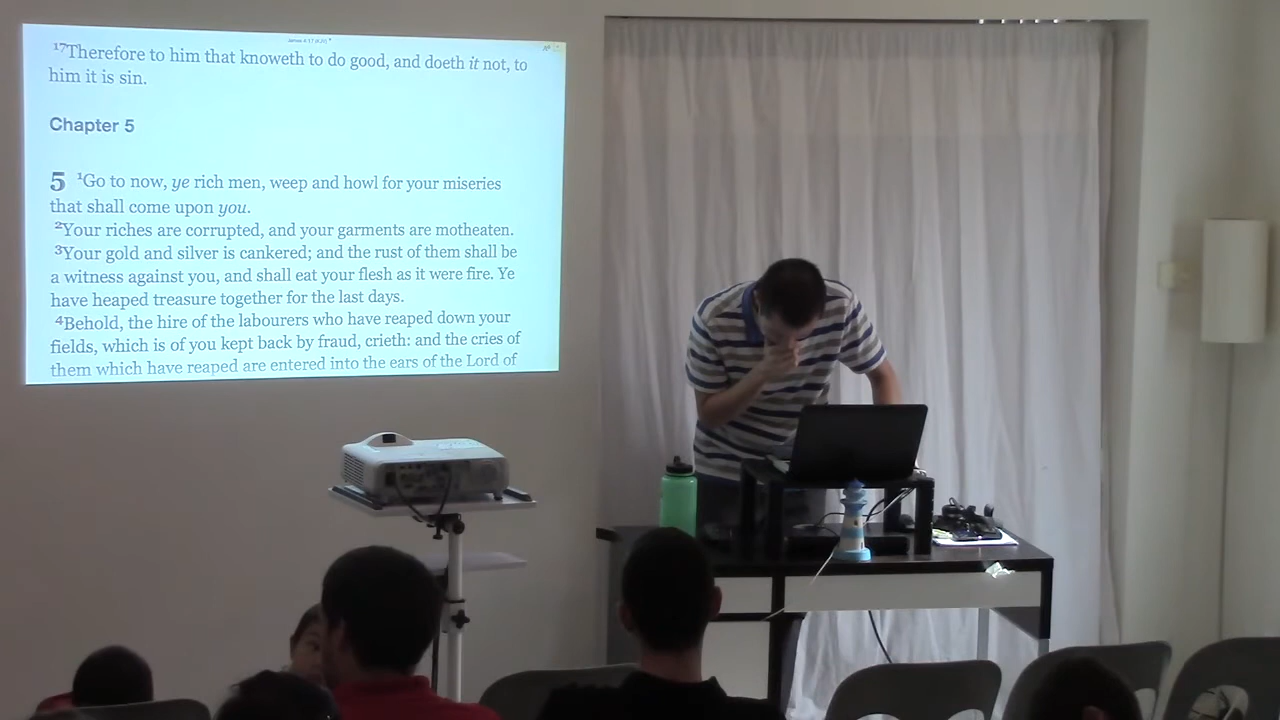 James 4:17 (KJV)
¹⁷Therefore to him that knoweth to do good, and doeth it not, to
him it is sin.
Chapter 5
5 ¹Go to now, ye rich men, weep and howl for your miseries
that shall come upon you.
²Your riches are corrupted, and your garments are motheaten.
³Your gold and silver is cankered; and the rust of them shall be
a witness against you, and shall eat your flesh as it were fire. Ye
have heaped treasure together for the last days.
⁴Behold, the hire of the labourers who have reaped down your
fields, which is of you kept back by fraud, crieth: and the cries of
them which have reaped are entered into the ears of the Lord of